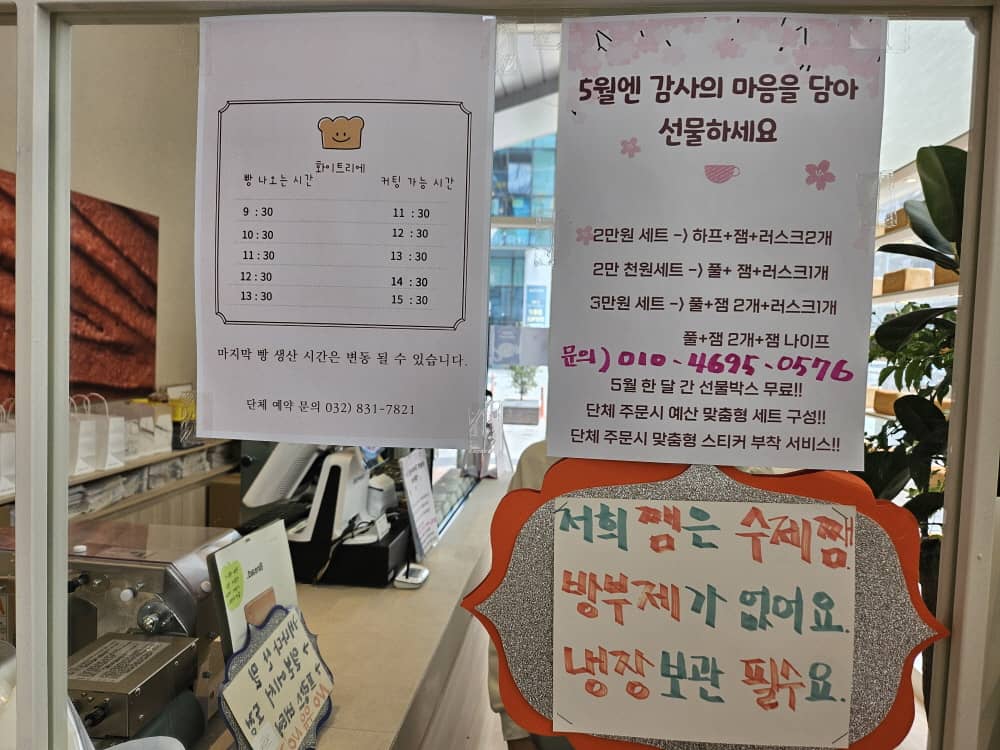 화이트리에
빵 나오는 시간 커팅 가능 시간
9 : 30 11 : 30
10 : 30 12 : 30
11 : 30 13 : 30
12 : 30 14 : 30
13 : 30 15 : 30
마지막 빵 생산 시간은 변동 될 수 있습니다.
단체 예약 문의 032) 831-7821
5월엔 감사의 마음을 담아
선물하세요
2만원 세트 -> 하프+잼+러스크2개
2만 천원세트 -> 풀+ 잼+러스크1개
3만원 세트 -> 풀+잼 2개+러스크1개
풀+잼 2개+잼 나이프
문의) 010-4695-0576
5월 한 달 간 선물박스 무료!!
단체 주문시 예산 맞춤형 세트 구성!!
단체 주문시 맞춤형 스티커 부착 서비스!!
저희 쨈은 수제쨈.
방부제가 없어요.
냉장보관 필수요.